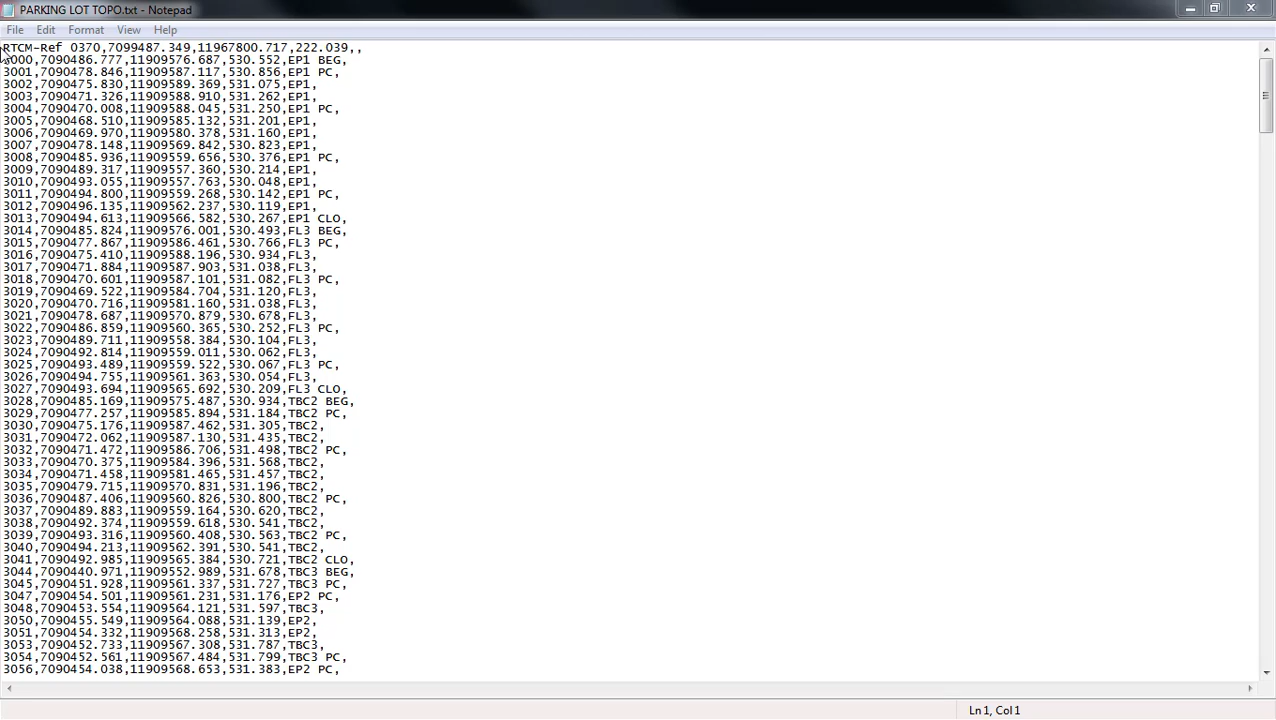 PARKING LOT TOPO.txt - Notepad
File Edit Format View Help
RTCM-Ref 0370,7099487.349,11967800.717,222.039,,
3000,7090486.777,11909576.687,530.552,EP1 BEG,
3001,7090478.846,11909587.117,530.856,EP1 PC,
3002,7090475.830,11909589.369,531.075,EP1,
3003,7090471.326,11909588.910,531.262,EP1,
3004,7090470.008,11909588.045,531.250,EP1 PC,
3005,7090468.510,11909585.132,531.201,EP1,
3006,7090469.970,11909580.378,531.160,EP1,
3007,7090478.148,11909569.842,530.823,EP1,
3008,7090485.936,11909559.656,530.376,EP1 PC,
3009,7090489.317,11909557.360,530.214,EP1,
3010,7090493.055,11909557.763,530.048,EP1,
3011,7090494.800,11909559.268,530.142,EP1 PC,
3012,7090496.135,11909562.237,530.119,EP1,
3013,7090494.613,11909566.582,530.267,EP1 CLO,
3014,7090485.824,11909576.001,530.493,FL3 BEG,
3015,7090477.867,11909586.461,530.766,FL3 PC,
3016,7090475.410,11909588.196,530.934,FL3,
3017,7090471.884,11909587.903,531.038,FL3,
3018,7090470.601,11909587.101,531.082,FL3 PC,
3019,7090469.522,11909584.704,531.120,FL3,
3020,7090470.716,11909581.160,531.038,FL3,
3021,7090478.687,11909570.879,530.678,FL3,
3022,7090486.859,11909560.365,530.252,FL3 PC,
3023,7090489.711,11909558.384,530.104,FL3,
3024,7090492.814,11909559.011,530.062,FL3,
3025,7090493.489,11909559.522,530.067,FL3 PC,
3026,7090494.755,11909561.363,530.054,FL3,
3027,7090493.694,11909565.692,530.209,FL3 CLO,
3028,7090485.169,11909575.487,530.934,TBC2 BEG,
3029,7090477.257,11909585.894,531.184,TBC2 PC,
3030,7090475.176,11909587.462,531.305,TBC2,
3031,7090472.062,11909587.130,531.435,TBC2,
3032,7090471.472,11909586.706,531.498,TBC2 PC,
3033,7090470.375,11909584.396,531.568,TBC2,
3034,7090471.458,11909581.465,531.457,TBC2,
3035,7090479.715,11909570.831,531.196,TBC2,
3036,7090487.406,11909560.826,530.800,TBC2 PC,
3037,7090489.883,11909559.164,530.620,TBC2,
3038,7090492.374,11909559.618,530.541,TBC2,
3039,7090493.316,11909560.408,530.563,TBC2 PC,
3040,7090494.213,11909562.391,530.541,TBC2,
3041,7090492.985,11909565.384,530.721,TBC2 CLO,
3044,7090440.971,11909552.989,531.678,TBC3 BEG,
3045,7090451.928,11909561.337,531.727,TBC3 PC,
3047,7090454.501,11909561.231,531.176,EP2 PC,
3048,7090453.554,11909564.121,531.597,TBC3,
3050,7090455.549,11909564.088,531.139,EP2,
3051,7090454.332,11909568.258,531.313,EP2,
3053,7090452.733,11909567.308,531.787,TBC3,
3054,7090452.561,11909567.484,531.799,TBC3 PC,
3056,7090454.038,11909568.653,531.383,EP2 PC,
Ln 1, Col 1